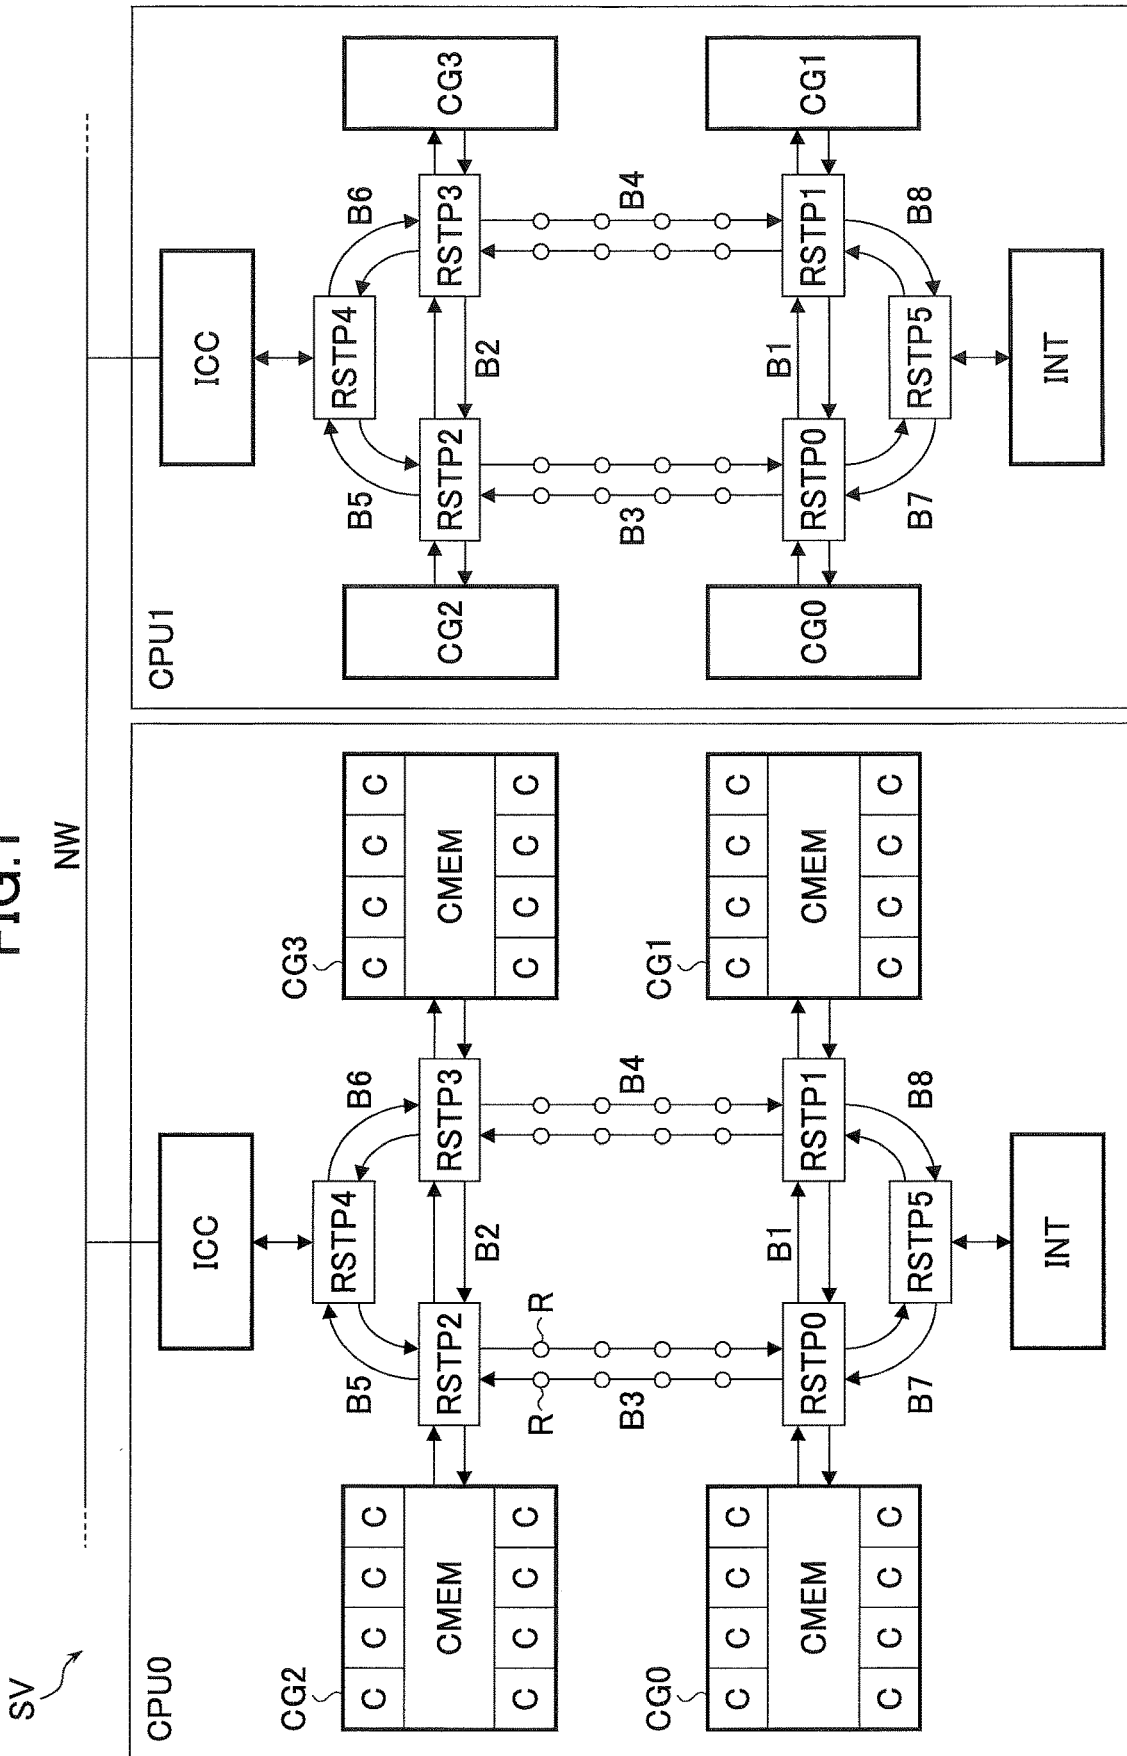 FIG.1
SV
NW
CPU0
ICC
RSTP4
B5
B6
CG2
C C C C
CMEM
C C C C
RSTP2
B2
RSTP3
CG3
C C C C
CMEM
C C C C
R
R
B3
B4
CG0
C C C C
CMEM
C C C C
RSTP0
B1
RSTP1
CG1
C C C C
CMEM
C C C C
B7
RSTP5
B8
INT
CPU1
ICC
RSTP4
B5
B6
CG2
RSTP2
B2
RSTP3
CG3
B3
B4
CG0
RSTP0
B1
RSTP1
CG1
B7
RSTP5
B8
INT